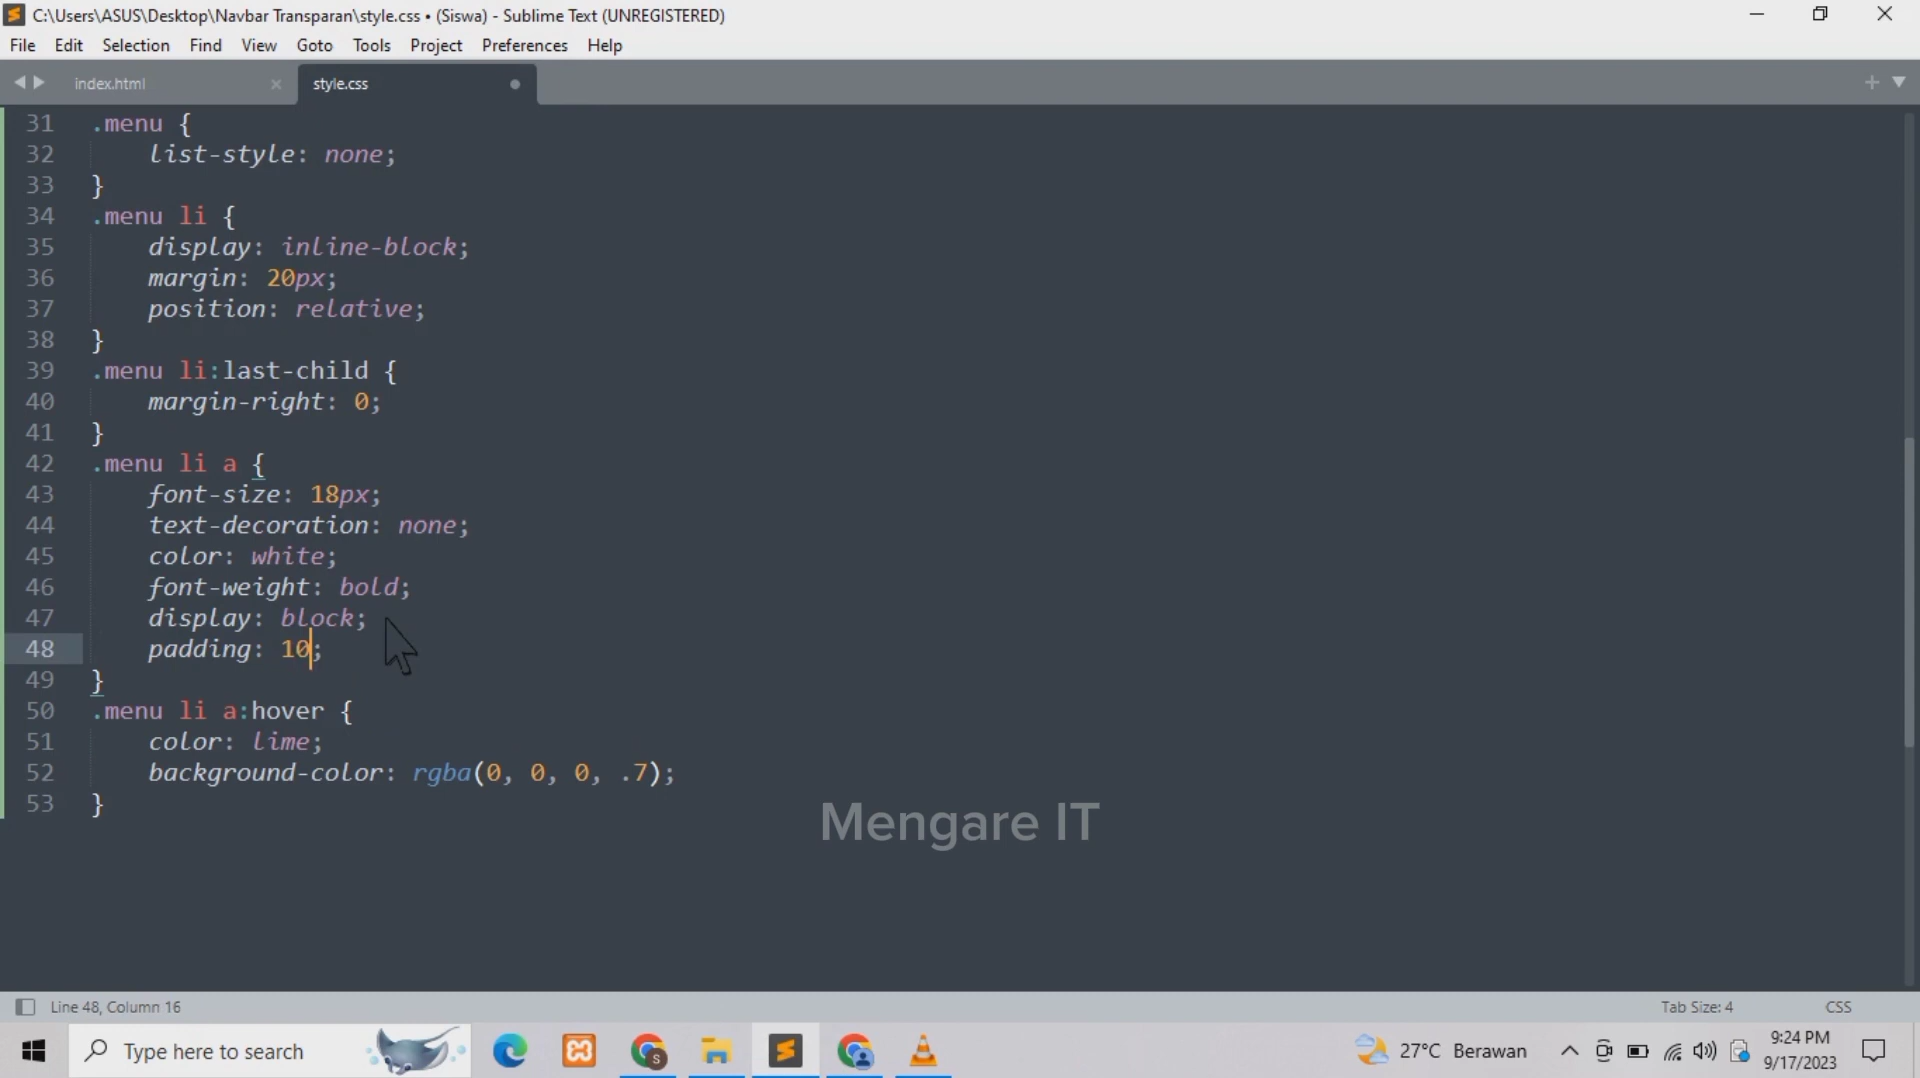 C:\Users\ASUS\Desktop\Navbar Transparan\style.css • (Siswa) - Sublime Text (UNREGISTERED)
File Edit Selection Find View Goto Tools Project Preferences Help
index.html style.css
31 .menu {
32 list-style: none;
33 }
34 .menu li {
35 display: inline-block;
36 margin: 20px;
37 position: relative;
38 }
39 .menu li:last-child {
40 margin-right: 0;
41 }
42 .menu li a {
43 font-size: 18px;
44 text-decoration: none;
45 color: white;
46 font-weight: bold;
47 display: block;
48 padding: 10;
49 }
50 .menu li a:hover {
51 color: lime;
52 background-color: rgba(0, 0, 0, .7);
53 }
Mengare IT
Line 48, Column 16 Tab Size: 4 CSS
Type here to search S 27°C Berawan 9:24 PM
9/17/2023